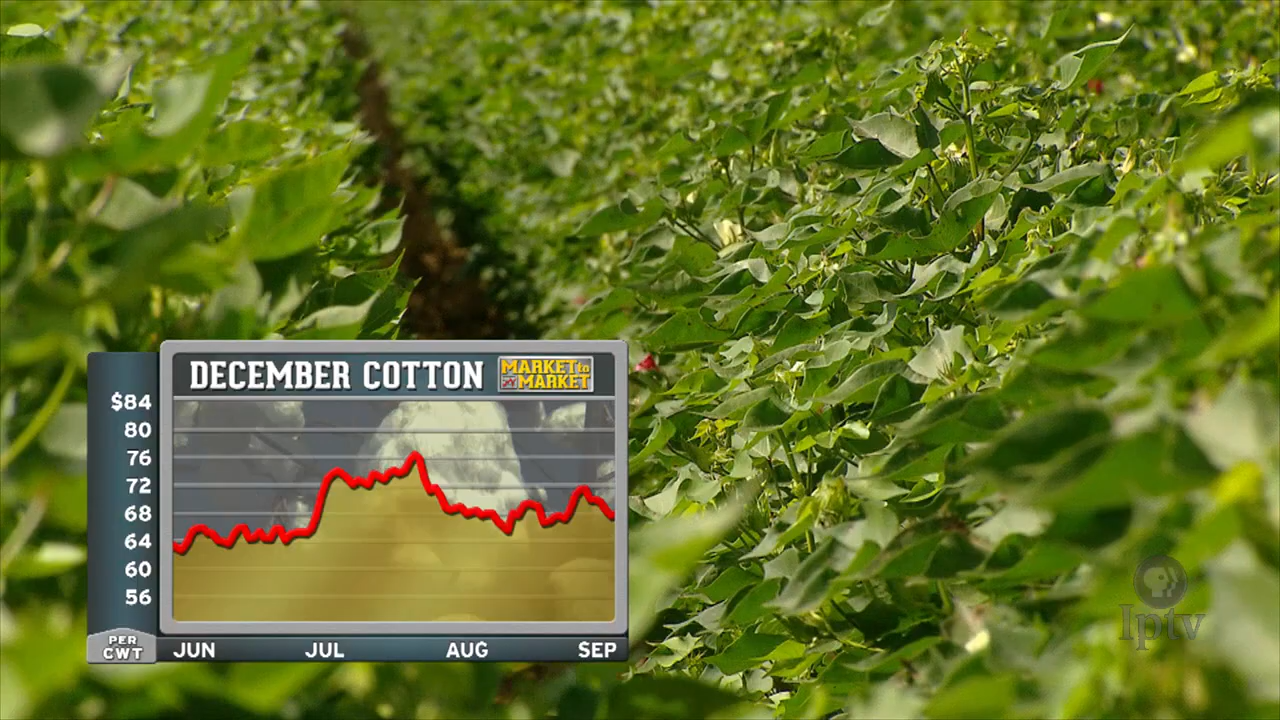 DECEMBER COTTON
MARKET to
MARKET
$84
80
76
72
68
64
60
56
PER
CWT
JUN JUL AUG SEP
Iptv